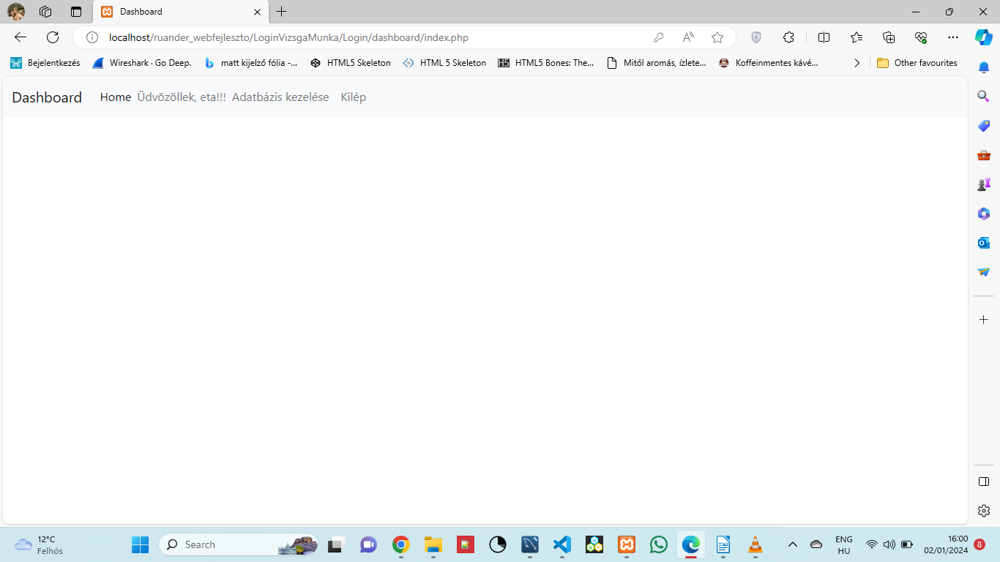 Dashboard
localhost/ruander_webfejleszto/LoginVizsgaMunka/Login/dashboard/index.php
Bejelentkezés Wireshark · Go Deep. matt kijelző fólia -... HTML5 Skeleton HTML 5 Skeleton H5 HTML5 Bones: The... Mitől aromás, ízlete... Koffeinmentes kávé... Other favourites
Dashboard Home Üdvözöllek, eta!!! Adatbázis kezelése Kilép
12°C
Felhós
Search
ENG
HU
16:00
02/01/2024
8